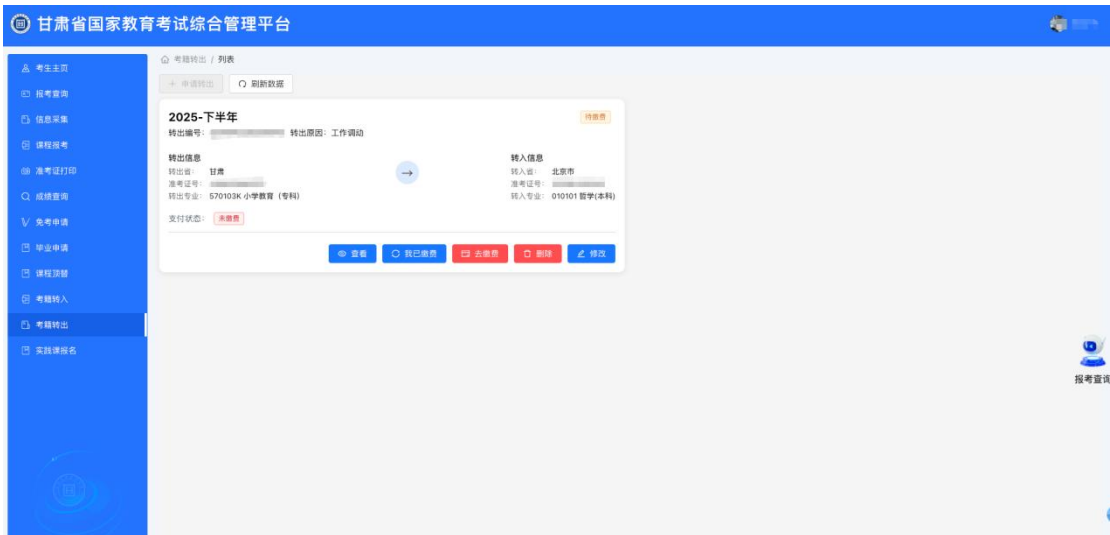 甘肃省国家教育考试综合管理平台
考生主页
报考查询
信息采集
课程报考
准考证打印
成绩查询
免考申请
毕业申请
课程顶替
考籍转入
考籍转出
实践课报名
考籍转出 / 列表
+ 申请转出 刷新数据
2025-下半年 待缴费
转出编号: 转出原因: 工作调动
转出信息 转入信息
转出省: 甘肃 → 转入省: 北京市
准考证号: 准考证号:
转出专业: 570103K 小学教育 (专科) 转入专业: 010101 哲学(本科)
支付状态: 未缴费
查看 我已缴费 去缴费 删除 修改
报考查询